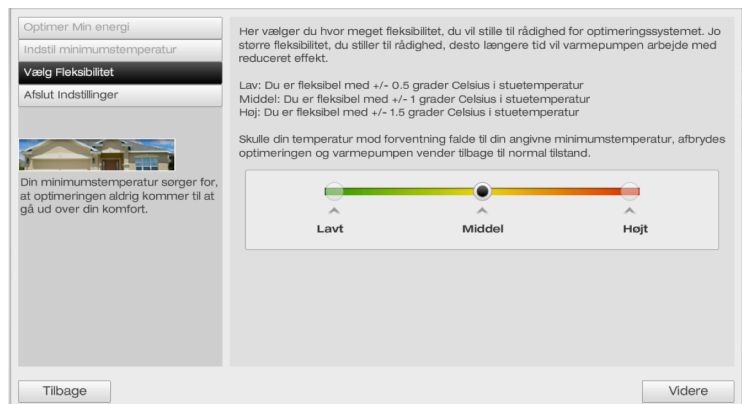 Optimer Min energi
Indstil minimumstemperatur
Vælg Fleksibilitet
Afslut Indstillinger
Din minimumstemperatur sørger for,
at optimeringen aldrig kommer til at
gå ud over din komfort.
Her vælger du hvor meget fleksibilitet, du vil stille til rådighed for optimeringssystemet. Jo
større fleksibilitet, du stiller til rådighed, desto længere tid vil varmepumpen arbejde med
reduceret effekt.
Lav: Du er fleksibel med +/- 0.5 grader Celsius i stuetemperatur
Middel: Du er fleksibel med +/- 1 grader Celsius i stuetemperatur
Høj: Du er fleksibel med +/- 1.5 grader Celsius i stuetemperatur
Skulle din temperatur mod forventning falde til din angivne minimumstemperatur, afbrydes
optimeringen og varmepumpen vender tilbage til normal tilstand.
Lavt Middel Højt
Tilbage Videre